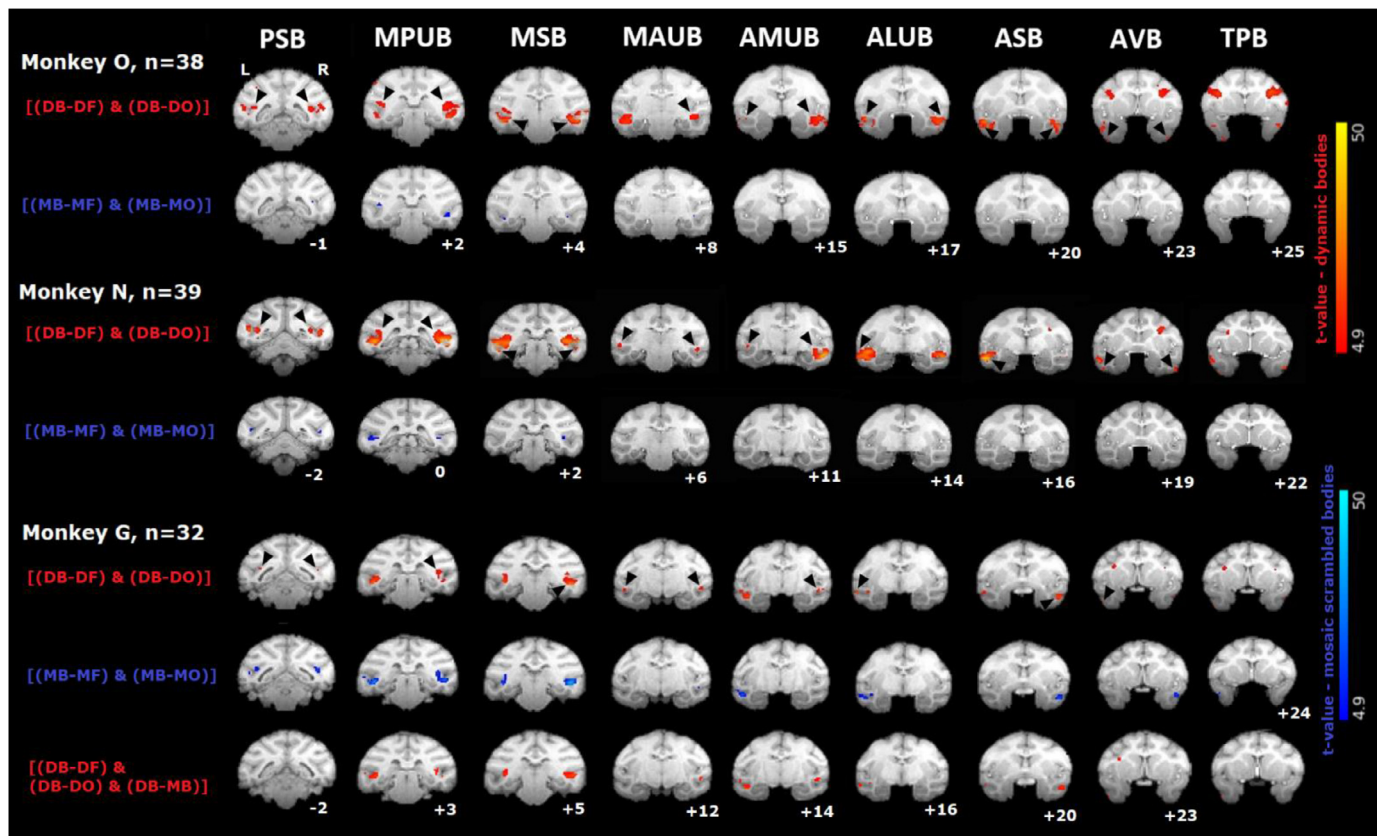 PSB MPUB MSB MAUB AMUB ALUB ASB AVB TPB
Monkey O, n=38
L R
[(DB-DF) & (DB-DO)]
[(MB-MF) & (MB-MO)]
-1 +2 +4 +8 +15 +17 +20 +23 +25
Monkey N, n=39
[(DB-DF) & (DB-DO)]
[(MB-MF) & (MB-MO)]
-2 0 +2 +6 +11 +14 +16 +19 +22
Monkey G, n=32
[(DB-DF) & (DB-DO)]
[(MB-MF) & (MB-MO)]
+24
[(DB-DF) &
(DB-DO) & (DB-MB)]
-2 +3 +5 +12 +14 +16 +20 +23
t-value – dynamic bodies
50
4.9
t-value – mosaic scrambled bodies
50
4.9